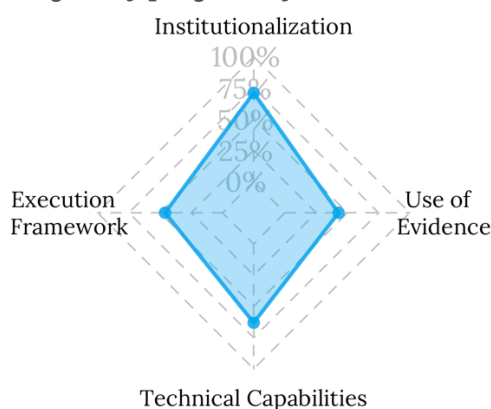 Institutionalization
100%
75%
50%
25%
0%
Execution
Framework
Use of
Evidence
Technical Capabilities